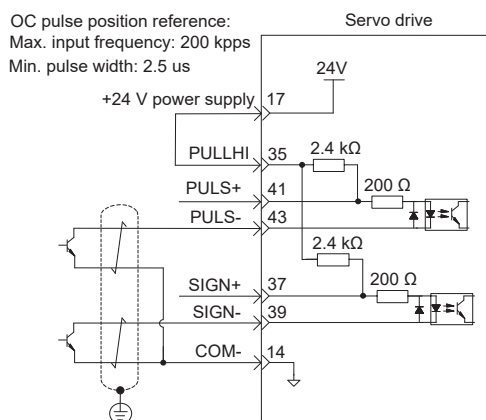 OC pulse position reference:
Max. input frequency: 200 kpps
Min. pulse width: 2.5 us
Servo drive
24V
+24 V power supply 17
PULLHI 35
2.4 kΩ
PULS+ 41
200 Ω
PULS- 43
2.4 kΩ
SIGN+ 37
200 Ω
SIGN- 39
COM- 14